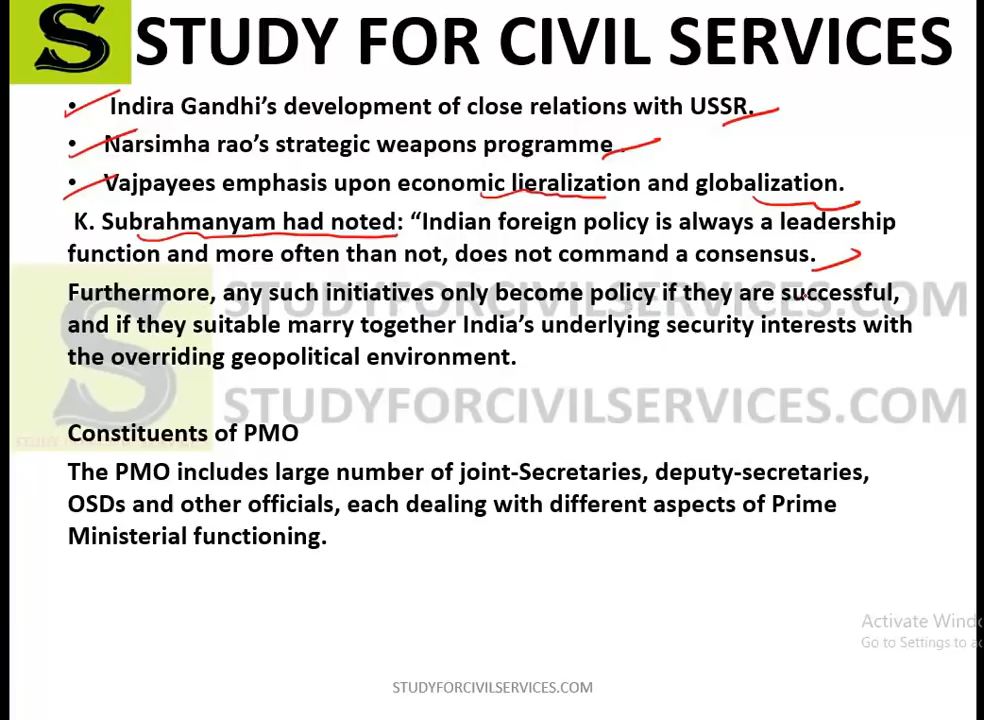 S STUDY FOR CIVIL SERVICES
• Indira Gandhi's development of close relations with USSR.
• Narsimha rao's strategic weapons programme .
• Vajpayees emphasis upon economic lieralization and globalization.
K. Subrahmanyam had noted: “Indian foreign policy is always a leadership
function and more often than not, does not command a consensus.
Furthermore, any such initiatives only become policy if they are successful,
and if they suitable marry together India's underlying security interests with
the overriding geopolitical environment.
STUDYFORCIVILSERVICES.COM
STUDYFORCIVILSERVICES.COM
Constituents of PMO
The PMO includes large number of joint-Secretaries, deputy-secretaries,
OSDs and other officials, each dealing with different aspects of Prime
Ministerial functioning.
Activate Wind
Go to Settings to a
STUDYFORCIVILSERVICES.COM